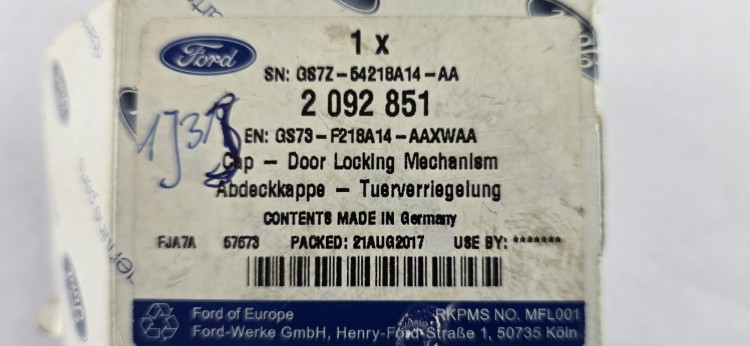 Ford
1 x
SN: GS7Z-54218A14-AA
2 092 851
EN: GS73-F218A14-AAXWAA
Cap - Door Locking Mechanism
Abdeckkappe - Tuerverriegelung
CONTENTS MADE IN Germany
FJA7A 57673 PACKED: 21AUG2017 USE BY: *******
Ford of Europe RKPMS NO. MFL001
Ford-Werke GmbH, Henry-Ford-Straße 1, 50735 Köln